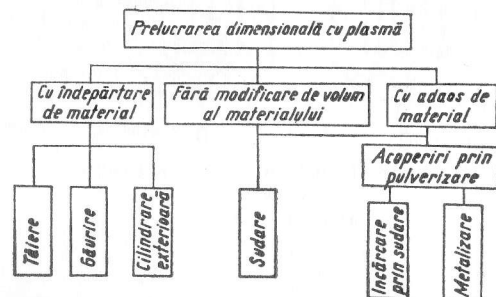 Prelucrarea dimensională cu plasmă
Cu îndepărtare
de material
Fără modificare de volum
al materialului
Cu adaos de
material
Acoperiri prin
pulverizare
Tăiere
Găurire
Cilindrare
exterioară
Sudare
Incărcare
prin sudare
Metalizare